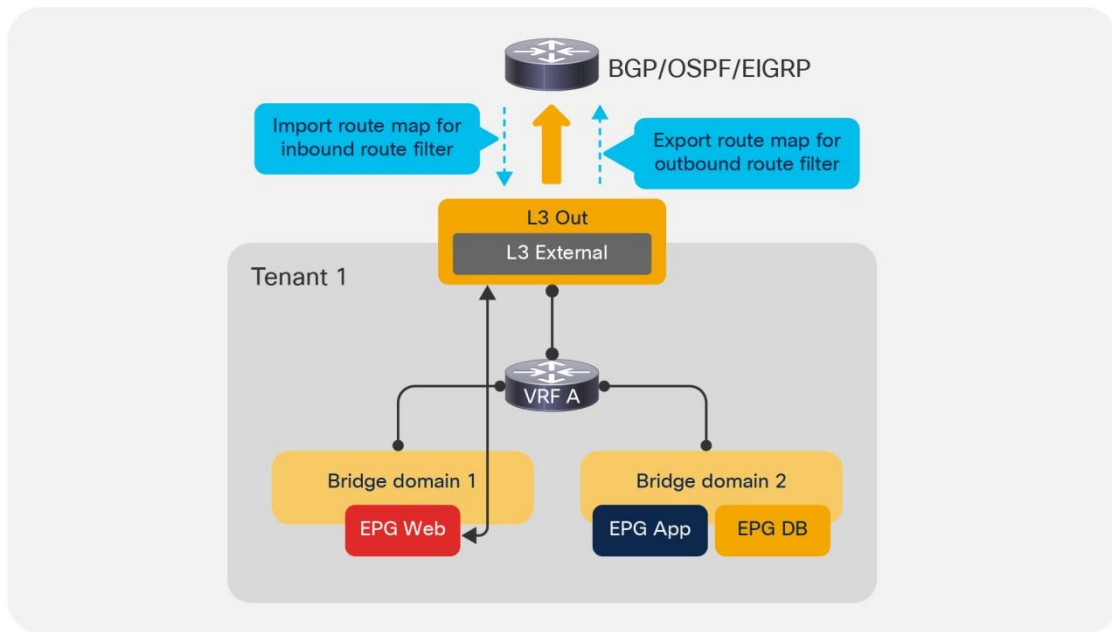 BGP/OSPF/EIGRP
Import route map for
inbound route filter
Export route map for
outbound route filter
L3 Out
L3 External
Tenant 1
VRF A
Bridge domain 1
Bridge domain 2
EPG Web
EPG App
EPG DB